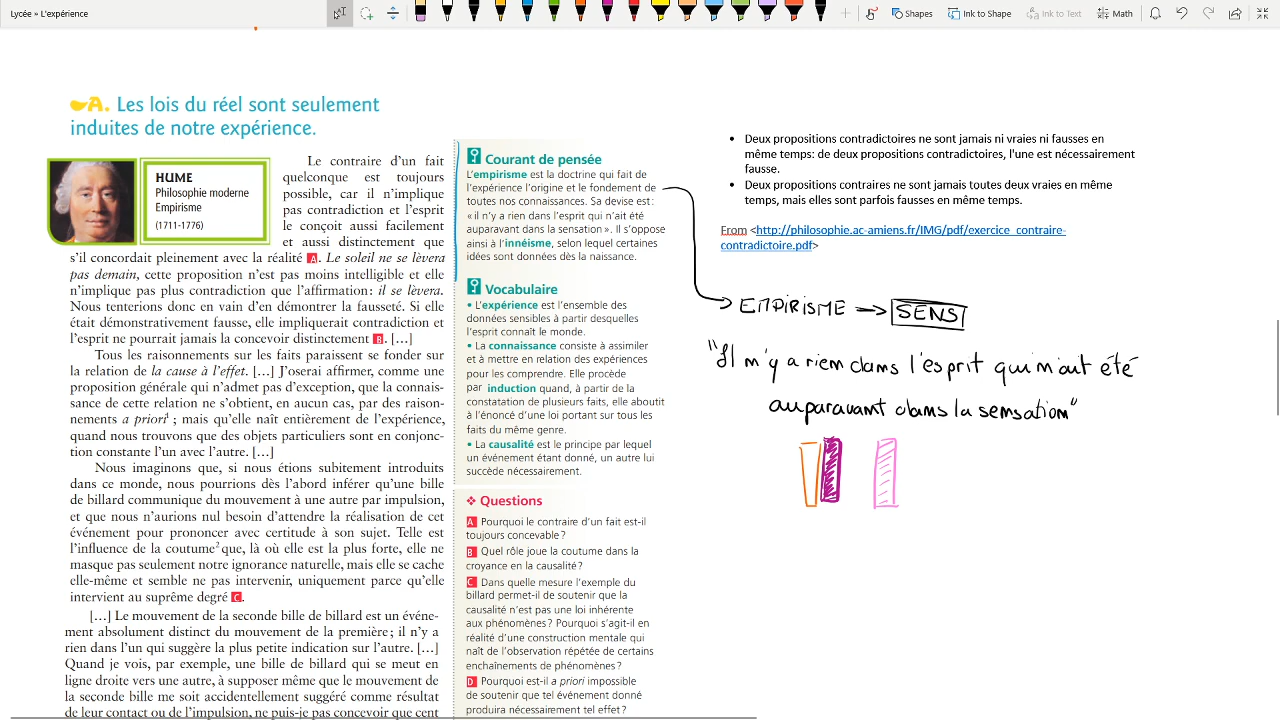 Lycée » L'expérience
Shapes
Ink to Shape
Ink to Text
Math
A. Les lois du réel sont seulement
induites de notre expérience.
HUME
Philosophie moderne
Empirisme
(1711-1776)
Le contraire d'un fait
quelconque est toujours
possible, car il n'implique
pas contradiction et l'esprit
le conçoit aussi facilement
et aussi distinctement que
s'il concordait pleinement avec la réalité A. Le soleil ne se lèvera
pas demain, cette proposition n'est pas moins intelligible et elle
n'implique pas plus contradiction que l'affirmation : il se lèvera.
Nous tenterions donc en vain d'en démontrer la fausseté. Si elle
était démonstrativement fausse, elle impliquerait contradiction et
l'esprit ne pourrait jamais la concevoir distinctement B. […]
Tous les raisonnements sur les faits paraissent se fonder sur
la relation de la cause à l'effet. […] J'oserai affirmer, comme une
proposition générale qui n'admet pas d'exception, que la connais-
sance de cette relation ne s'obtient, en aucun cas, par des raison-
nements a priori¹ ; mais qu'elle naît entièrement de l'expérience,
quand nous trouvons que des objets particuliers sont en conjonc-
tion constante l'un avec l'autre. […]
Nous imaginons que, si nous étions subitement introduits
dans ce monde, nous pourrions dès l'abord inférer qu'une bille
de billard communique du mouvement à une autre par impulsion,
et que nous n'aurions nul besoin d'attendre la réalisation de cet
événement pour prononcer avec certitude à son sujet. Telle est
l'influence de la coutume² que, là où elle est la plus forte, elle ne
masque pas seulement notre ignorance naturelle, mais elle se cache
elle-même et semble ne pas intervenir, uniquement parce qu'elle
intervient au suprême degré C.
[…] Le mouvement de la seconde bille de billard est un événe-
ment absolument distinct du mouvement de la première ; il n'y a
rien dans l'un qui suggère la plus petite indication sur l'autre. […]
Quand je vois, par exemple, une bille de billard qui se meut en
ligne droite vers une autre, à supposer même que le mouvement de
la seconde bille me soit accidentellement suggéré comme résultat
de leur contact ou de l'impulsion, ne puis-je pas concevoir que cent
Courant de pensée
L'empirisme est la doctrine qui fait de
l'expérience l'origine et le fondement de
toutes nos connaissances. Sa devise est :
« il n'y a rien dans l'esprit qui n'ait été
auparavant dans la sensation ». Il s'oppose
ainsi à l'innéisme, selon lequel certaines
idées sont données dès la naissance.
Vocabulaire
• L'expérience est l'ensemble des
données sensibles à partir desquelles
l'esprit connaît le monde.
• La connaissance consiste à assimiler
et à mettre en relation des expériences
pour les comprendre. Elle procède
par induction quand, à partir de la
constatation de plusieurs faits, elle aboutit
à l'énoncé d'une loi portant sur tous les
faits du même genre.
• La causalité est le principe par lequel
un événement étant donné, un autre lui
succède nécessairement.
❖ Questions
A Pourquoi le contraire d'un fait est-il
toujours concevable ?
B Quel rôle joue la coutume dans la
croyance en la causalité ?
C Dans quelle mesure l'exemple du
billard permet-il de soutenir que la
causalité n'est pas une loi inhérente
aux phénomènes ? Pourquoi s'agit-il en
réalité d'une construction mentale qui
naît de l'observation répétée de certains
enchaînements de phénomènes ?
D Pourquoi est-il a priori impossible
de soutenir que tel événement donné
produira nécessairement tel effet ?
• Deux propositions contradictoires ne sont jamais ni vraies ni fausses en
même temps: de deux propositions contradictoires, l'une est nécessairement
fausse.
• Deux propositions contraires ne sont jamais toutes deux vraies en même
temps, mais elles sont parfois fausses en même temps.
From <http://philosophie.ac-amiens.fr/IMG/pdf/exercice_contraire-
contradictoire.pdf>
EMPIRISME → SENS
"Il n'y a rien dans l'esprit qui n'ait été
auparavant dans la sensation"